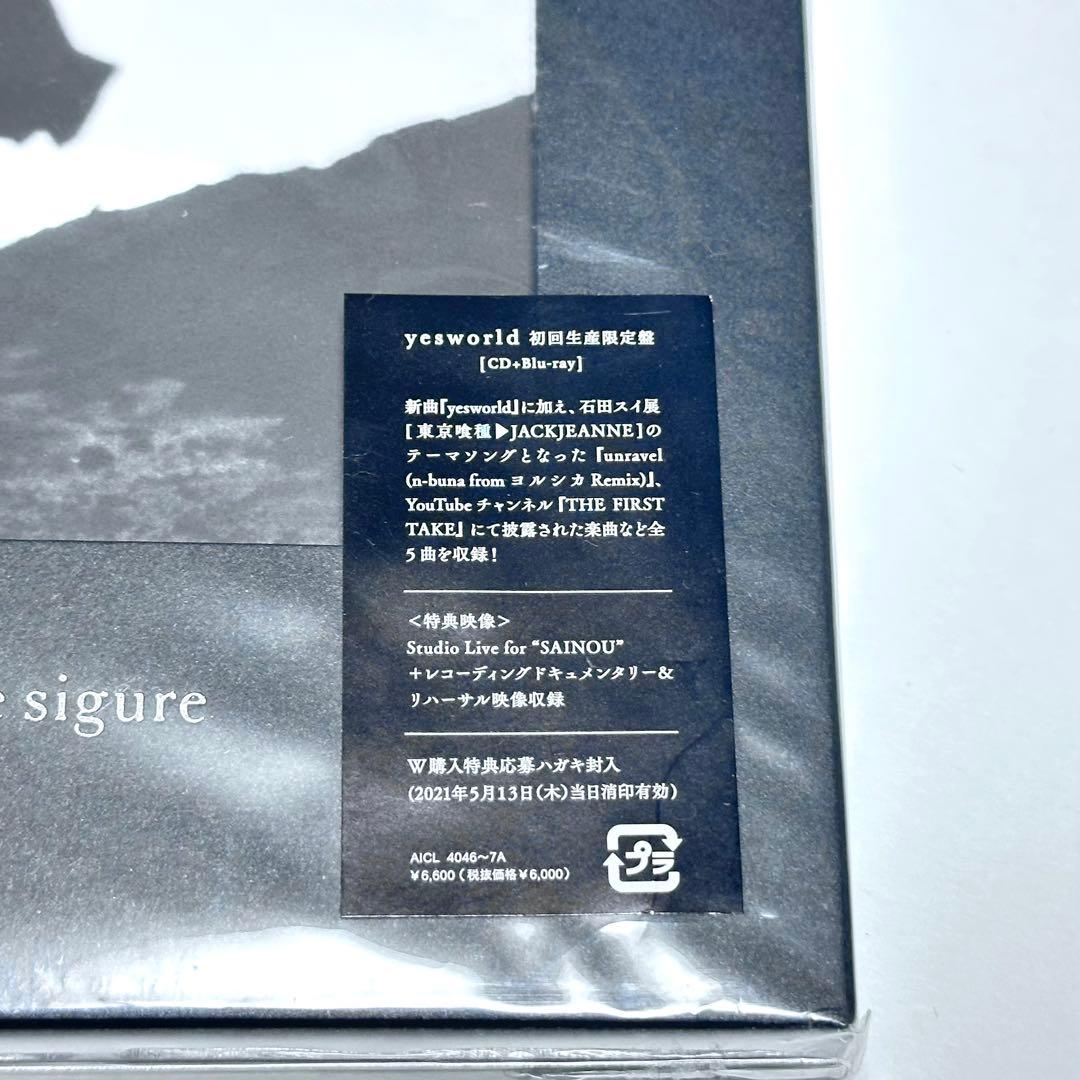 yesworld 初回生産限定盤
[CD+Blu-ray]
新曲『yesworld』に加え、石田スイ展
[東京喰種▶JACKJEANNE]の
テーマソングとなった『unravel
(n-buna from ヨルシカ Remix)』、
YouTubeチャンネル『THE FIRST
TAKE』にて披露された楽曲など全
5曲を収録!
<特典映像>
Studio Live for “SAINOU”
+レコーディングドキュメンタリー&
リハーサル映像収録
e sigure
W購入特典応募ハガキ封入
(2021年5月13日(木)当日消印有効)
プラ
AICL 4046~7A
¥6,600(税抜価格¥6,000)